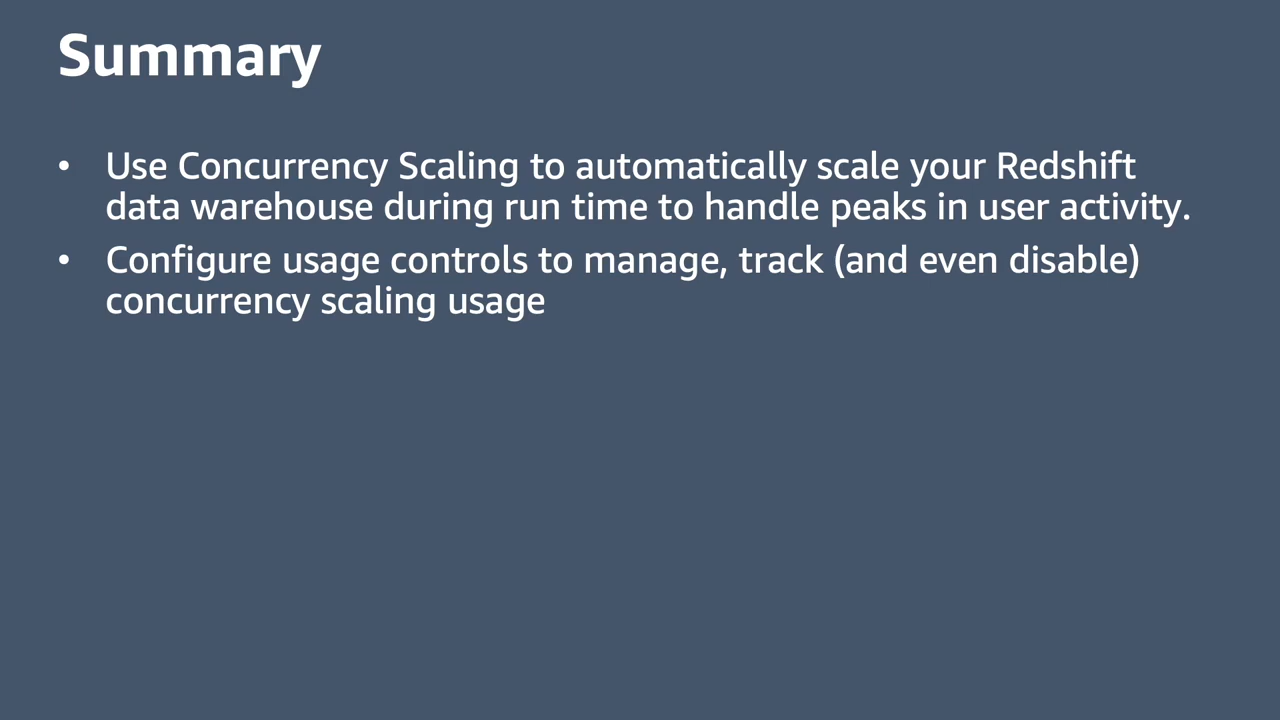 Summary
• Use Concurrency Scaling to automatically scale your Redshift
data warehouse during run time to handle peaks in user activity.
• Configure usage controls to manage, track (and even disable)
concurrency scaling usage